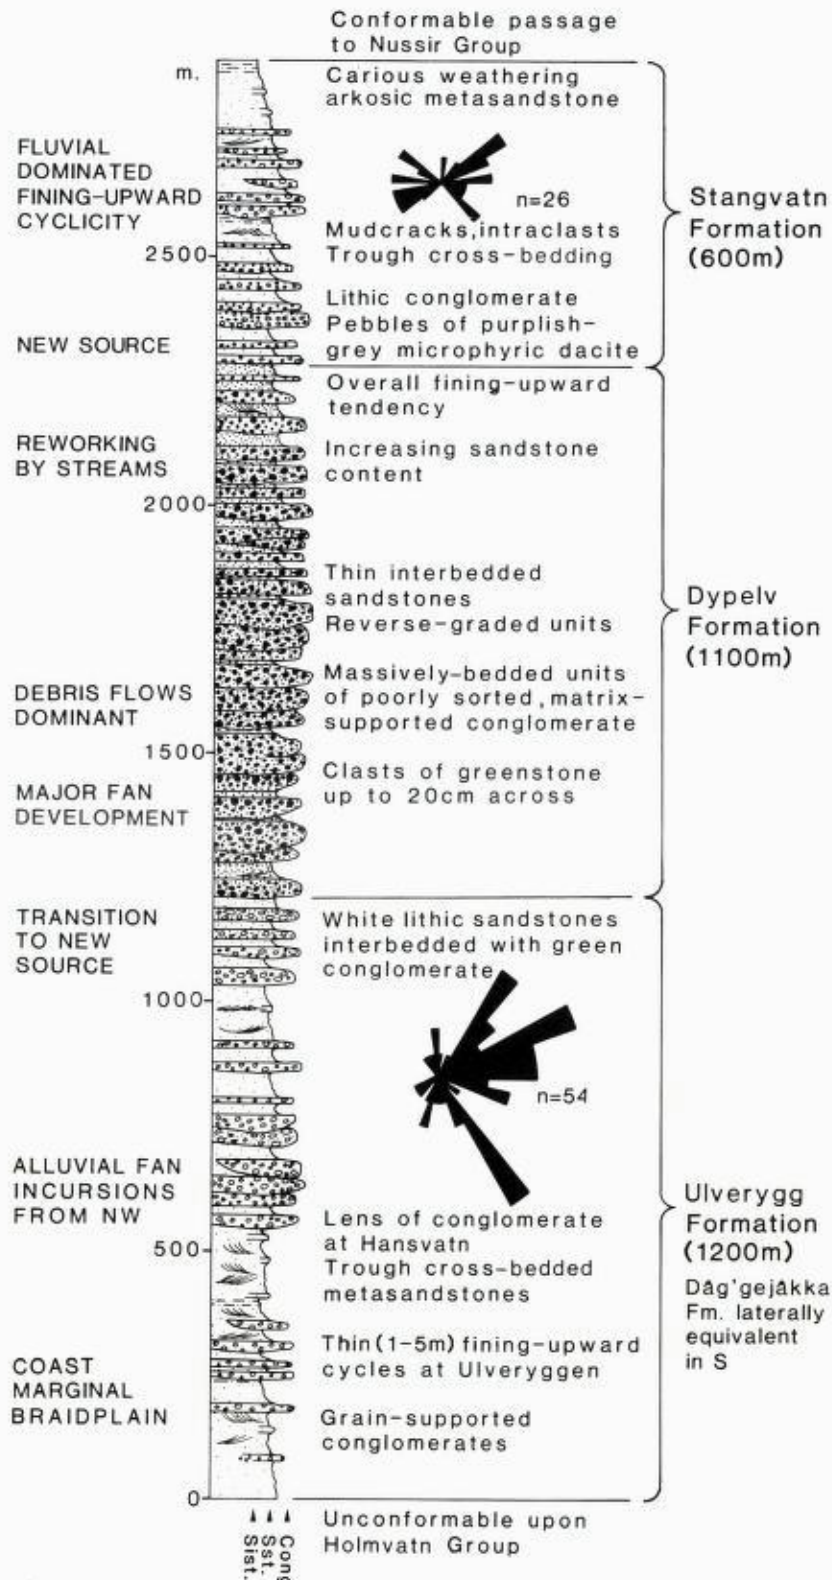 Conformable passage
to Nussir Group
m.
Carious weathering
arkosic metasandstone
FLUVIAL
DOMINATED
FINING-UPWARD
CYCLICITY
n=26
Stangvatn
Formation
(600m)
Mudcracks, intraclasts
Trough cross-bedding
2500
Lithic conglomerate
Pebbles of purplish-
grey microphyric dacite
NEW SOURCE
Overall fining-upward
tendency
REWORKING
BY STREAMS
Increasing sandstone
content
2000
Thin interbedded
sandstones
Reverse-graded units
Dypelv
Formation
(1100m)
DEBRIS FLOWS
DOMINANT
Massively-bedded units
of poorly sorted, matrix-
supported conglomerate
1500
MAJOR FAN
DEVELOPMENT
Clasts of greenstone
up to 20cm across
TRANSITION
TO NEW
SOURCE
White lithic sandstones
interbedded with green
conglomerate
1000
n=54
ALLUVIAL FAN
INCURSIONS
FROM NW
Ulverygg
Formation
(1200m)
Dåg'gejåkka
Fm. laterally
equivalent
in S
500
Lens of conglomerate
at Hansvatn
Trough cross-bedded
metasandstones
Thin (1-5m) fining-upward
cycles at Ulveryggen
COAST
MARGINAL
BRAIDPLAIN
Grain-supported
conglomerates
0
Unconformable upon
Holmvatn Group
Sist.
Sst.
Cong